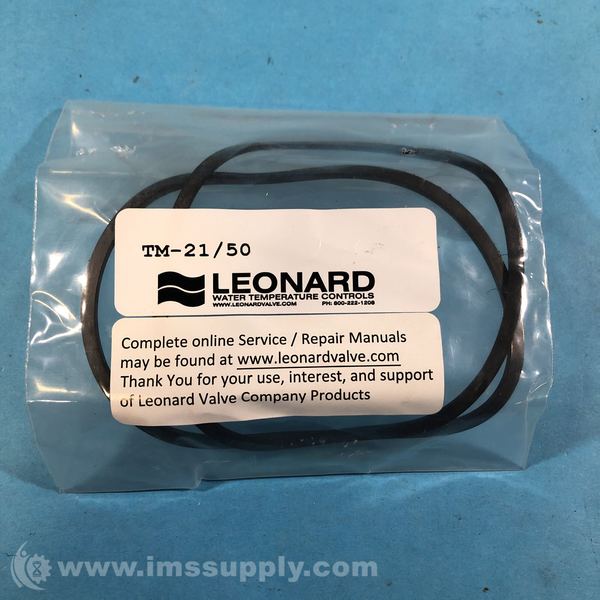 TM-21/50
LEONARD
WATER TEMPERATURE CONTROLS
WWW.LEONARDVALVE.COM PH: 800-222-1208
Complete online Service / Repair Manuals
may be found at www.leonardvalve.com
Thank You for your use, interest, and support
of Leonard Valve Company Products
www.imssupply.com